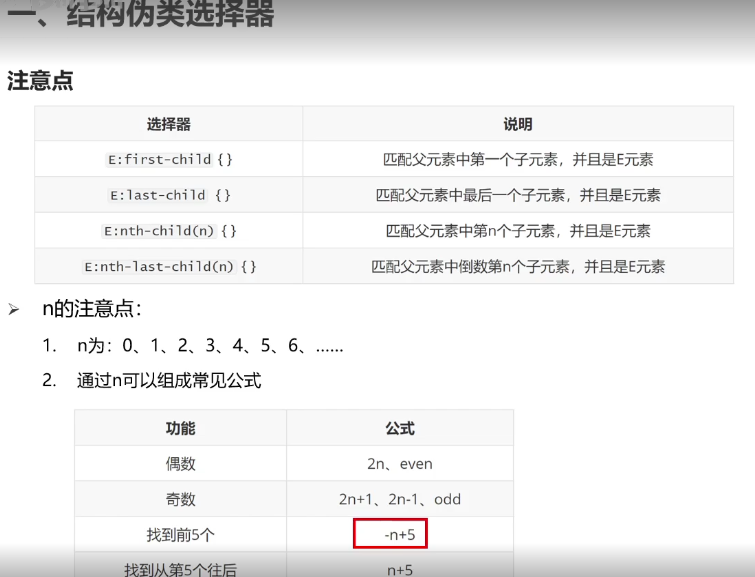 一、结构伪类选择器
注意点
选择器 说明
E:first-child {} 匹配父元素中第一个子元素，并且是E元素
E:last-child {} 匹配父元素中最后一个子元素，并且是E元素
E:nth-child(n) {} 匹配父元素中第n个子元素，并且是E元素
E:nth-last-child(n) {} 匹配父元素中倒数第n个子元素，并且是E元素
➢ n的注意点：
1. n为：0、1、2、3、4、5、6、……
2. 通过n可以组成常见公式
功能 公式
偶数 2n、even
奇数 2n+1、2n-1、odd
找到前5个 -n+5
找到从第5个往后 n+5